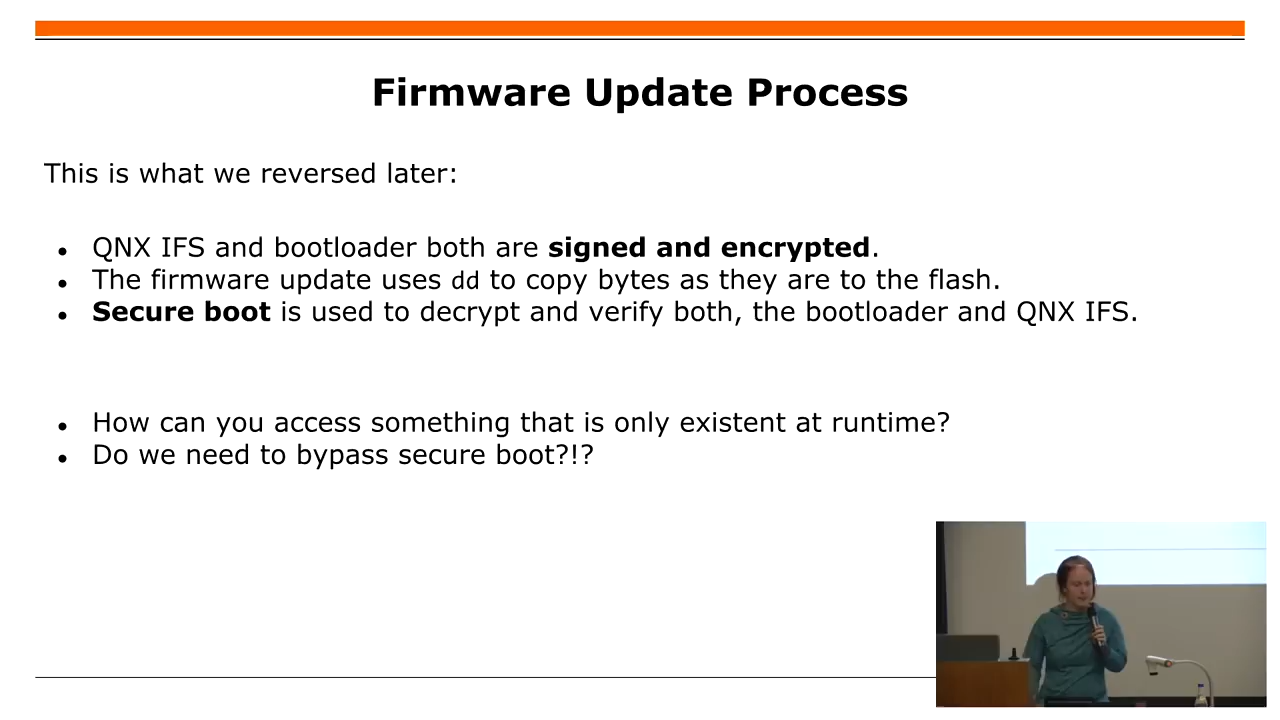 Firmware Update Process
This is what we reversed later:
QNX IFS and bootloader both are signed and encrypted.
The firmware update uses dd to copy bytes as they are to the flash.
Secure boot is used to decrypt and verify both, the bootloader and QNX IFS.
How can you access something that is only existent at runtime?
Do we need to bypass secure boot?!?